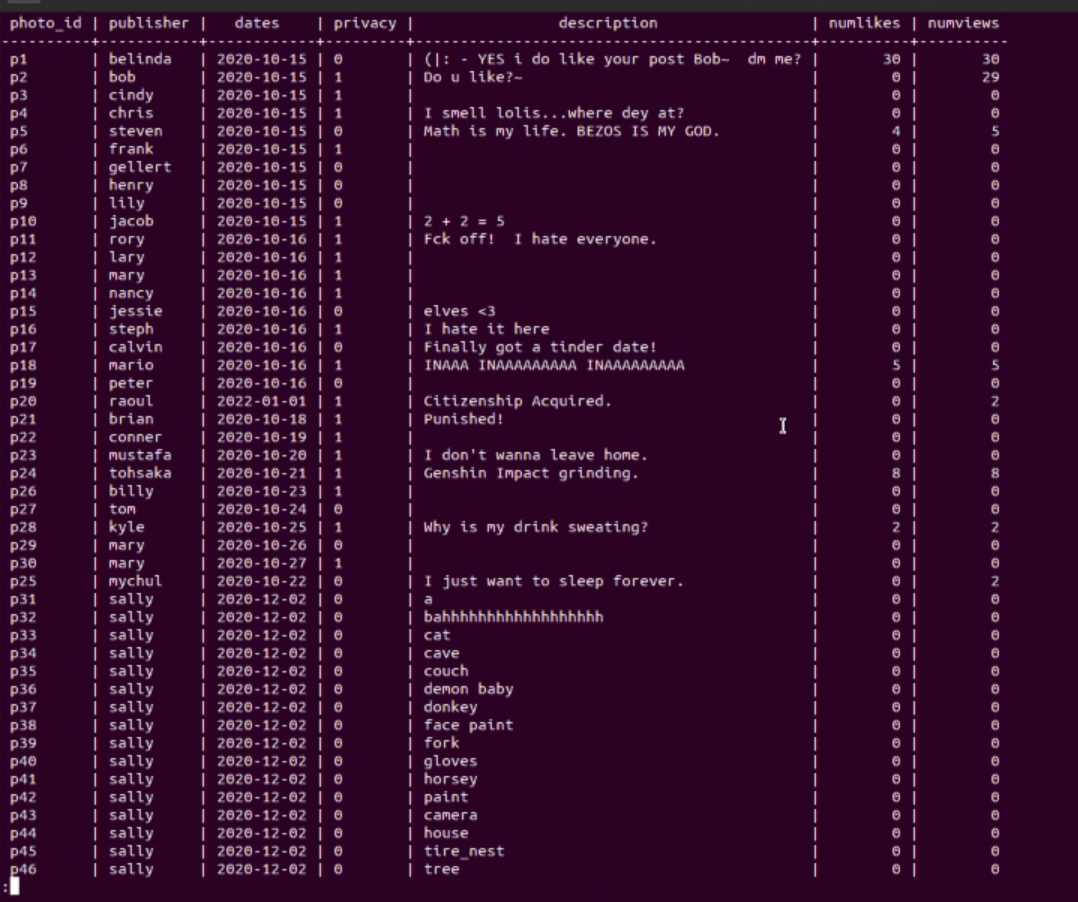 photo_id | publisher | dates | privacy | description | numlikes | numviews
---------+-----------+------------+---------+--------------------------------------------+----------+----------
p1 | belinda | 2020-10-15 | 0 | (|: - YES i do like your post Bob~  dm me? | 30 | 30
p2 | bob | 2020-10-15 | 1 | Do u like?~ | 0 | 29
p3 | cindy | 2020-10-15 | 1 | | 0 | 0
p4 | chris | 2020-10-15 | 1 | I smell lolis...where dey at? | 0 | 0
p5 | steven | 2020-10-15 | 0 | Math is my life. BEZOS IS MY GOD. | 4 | 5
p6 | frank | 2020-10-15 | 1 | | 0 | 0
p7 | gellert | 2020-10-15 | 0 | | 0 | 0
p8 | henry | 2020-10-15 | 0 | | 0 | 0
p9 | lily | 2020-10-15 | 0 | | 0 | 0
p10 | jacob | 2020-10-15 | 1 | 2 + 2 = 5 | 0 | 0
p11 | rory | 2020-10-16 | 1 | Fck off!  I hate everyone. | 0 | 0
p12 | lary | 2020-10-16 | 1 | | 0 | 0
p13 | mary | 2020-10-16 | 1 | | 0 | 0
p14 | nancy | 2020-10-16 | 1 | | 0 | 0
p15 | jessie | 2020-10-16 | 0 | elves <3 | 0 | 0
p16 | steph | 2020-10-16 | 1 | I hate it here | 0 | 0
p17 | calvin | 2020-10-16 | 0 | Finally got a tinder date! | 0 | 0
p18 | mario | 2020-10-16 | 1 | INAAA INAAAAAAAAA INAAAAAAAAA | 5 | 5
p19 | peter | 2020-10-16 | 0 | | 0 | 0
p20 | raoul | 2022-01-01 | 1 | Citizenship Acquired. | 0 | 2
p21 | brian | 2020-10-18 | 1 | Punished! | 0 | 0
p22 | conner | 2020-10-19 | 1 | | 0 | 0
p23 | mustafa | 2020-10-20 | 1 | I don't wanna leave home. | 0 | 0
p24 | tohsaka | 2020-10-21 | 1 | Genshin Impact grinding. | 8 | 8
p26 | billy | 2020-10-23 | 1 | | 0 | 0
p27 | tom | 2020-10-24 | 0 | | 0 | 0
p28 | kyle | 2020-10-25 | 1 | Why is my drink sweating? | 2 | 2
p29 | mary | 2020-10-26 | 0 | | 0 | 0
p30 | mary | 2020-10-27 | 1 | | 0 | 0
p25 | mychul | 2020-10-22 | 0 | I just want to sleep forever. | 0 | 2
p31 | sally | 2020-12-02 | 0 | a | 0 | 0
p32 | sally | 2020-12-02 | 0 | bahhhhhhhhhhhhhhhhhh | 0 | 0
p33 | sally | 2020-12-02 | 0 | cat | 0 | 0
p34 | sally | 2020-12-02 | 0 | cave | 0 | 0
p35 | sally | 2020-12-02 | 0 | couch | 0 | 0
p36 | sally | 2020-12-02 | 0 | demon baby | 0 | 0
p37 | sally | 2020-12-02 | 0 | donkey | 0 | 0
p38 | sally | 2020-12-02 | 0 | face paint | 0 | 0
p39 | sally | 2020-12-02 | 0 | fork | 0 | 0
p40 | sally | 2020-12-02 | 0 | gloves | 0 | 0
p41 | sally | 2020-12-02 | 0 | horsey | 0 | 0
p42 | sally | 2020-12-02 | 0 | paint | 0 | 0
p43 | sally | 2020-12-02 | 0 | camera | 0 | 0
p44 | sally | 2020-12-02 | 0 | house | 0 | 0
p45 | sally | 2020-12-02 | 0 | tire_nest | 0 | 0
p46 | sally | 2020-12-02 | 0 | tree | 0 | 0
: